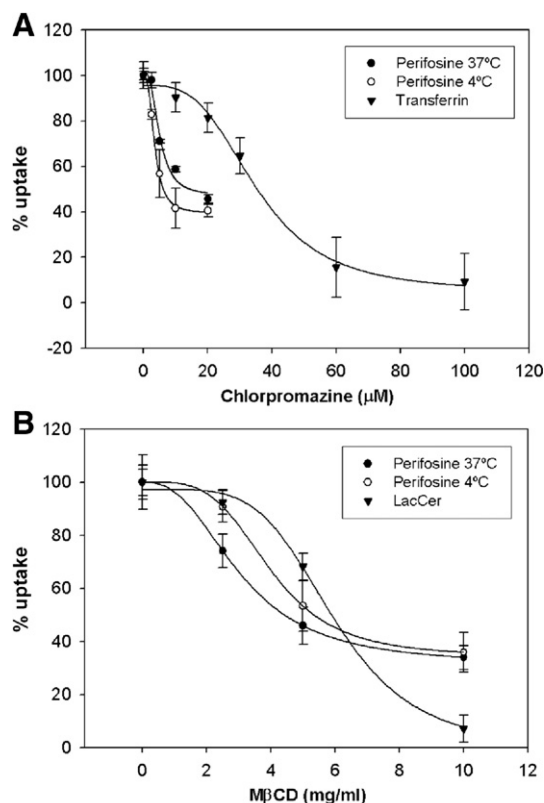 A
120
100
80
60
40
20
0
-20
% uptake
Perifosine 37ºC
Perifosine 4ºC
Transferrin
0 20 40 60 80 100 120
Chlorpromazine (µM)
B
120
100
80
60
40
20
0
% uptake
Perifosine 37ºC
Perifosine 4ºC
LacCer
0 2 4 6 8 10 12
MβCD (mg/ml)